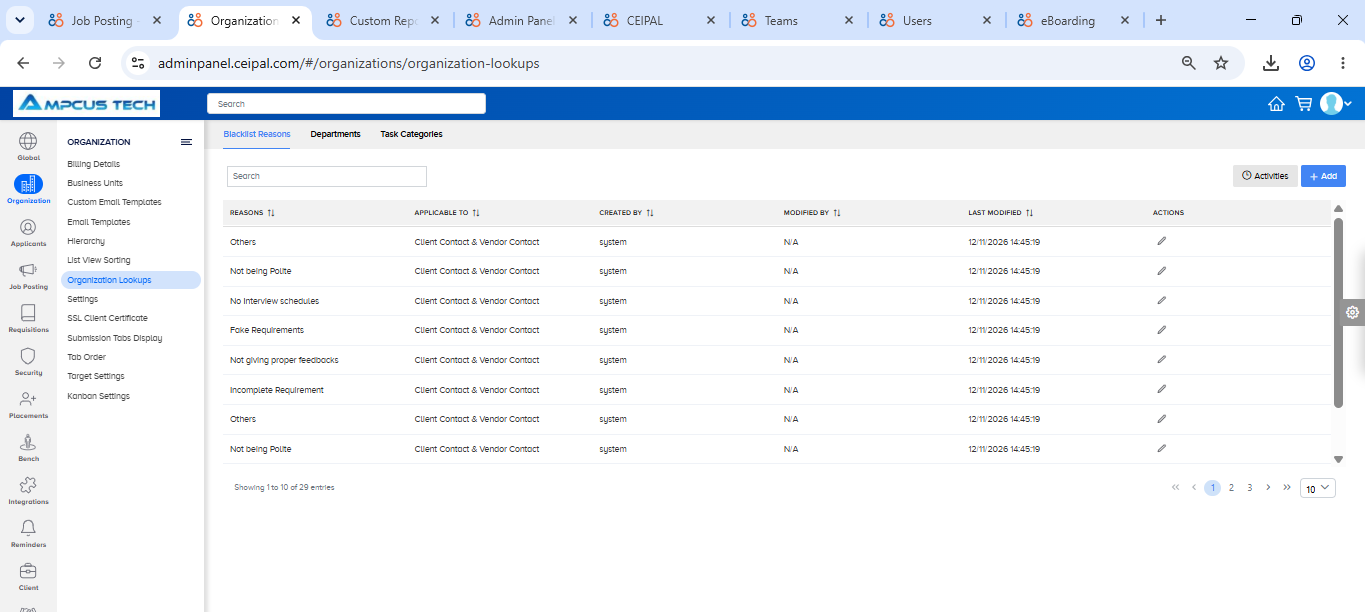 Job Posting -
Organization
Custom Repo
Admin Panel
CEIPAL
Teams
Users
eBoarding
adminpanel.ceipal.com/#/organizations/organization-lookups
AMPCUS TECH
Search
Global
Organization
Applicants
Job Posting
Requisitions
Security
Placements
Bench
Integrations
Reminders
Client
ORGANIZATION
Billing Details
Business Units
Custom Email Templates
Email Templates
Hierarchy
List View Sorting
Organization Lookups
Settings
SSL Client Certificate
Submission Tabs Display
Tab Order
Target Settings
Kanban Settings
Blacklist Reasons Departments Task Categories
Search
Activities
+ Add
REASONS APPLICABLE TO CREATED BY MODIFIED BY LAST MODIFIED ACTIONS
Others Client Contact & Vendor Contact system N/A 12/11/2026 14:45:19
Not being Polite Client Contact & Vendor Contact system N/A 12/11/2026 14:45:19
No Interview schedules Client Contact & Vendor Contact system N/A 12/11/2026 14:45:19
Fake Requirements Client Contact & Vendor Contact system N/A 12/11/2026 14:45:19
Not giving proper feedbacks Client Contact & Vendor Contact system N/A 12/11/2026 14:45:19
Incomplete Requirement Client Contact & Vendor Contact system N/A 12/11/2026 14:45:19
Others Client Contact & Vendor Contact system N/A 12/11/2026 14:45:19
Not being Polite Client Contact & Vendor Contact system N/A 12/11/2026 14:45:19
Showing 1 to 10 of 29 entries
« ‹ 1 2 3 › » 10